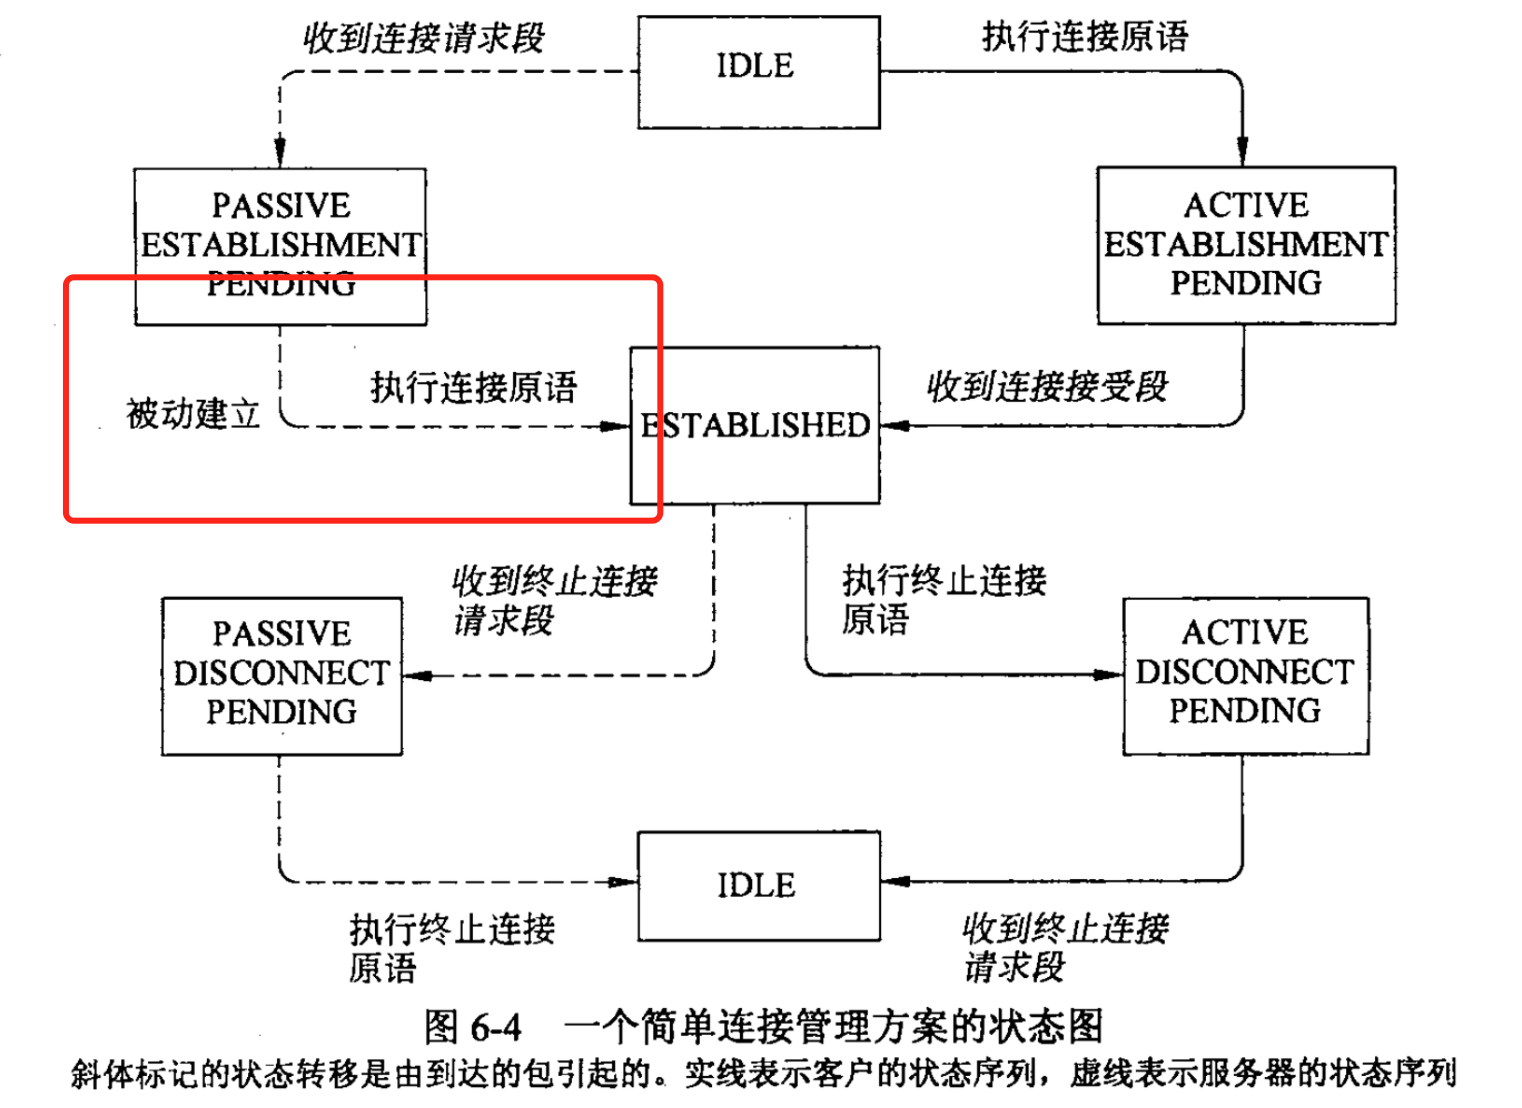 收到连接请求段
IDLE
执行连接原语
PASSIVE
ESTABLISHMENT
PENDING
ACTIVE
ESTABLISHMENT
PENDING
被动建立
执行连接原语
ESTABLISHED
收到连接接受段
收到终止连接
请求段
执行终止连接
原语
PASSIVE
DISCONNECT
PENDING
ACTIVE
DISCONNECT
PENDING
IDLE
执行终止连接
原语
收到终止连接
请求段
图 6-4 一个简单连接管理方案的状态图
斜体标记的状态转移是由到达的包引起的。实线表示客户的状态序列，虚线表示服务器的状态序列